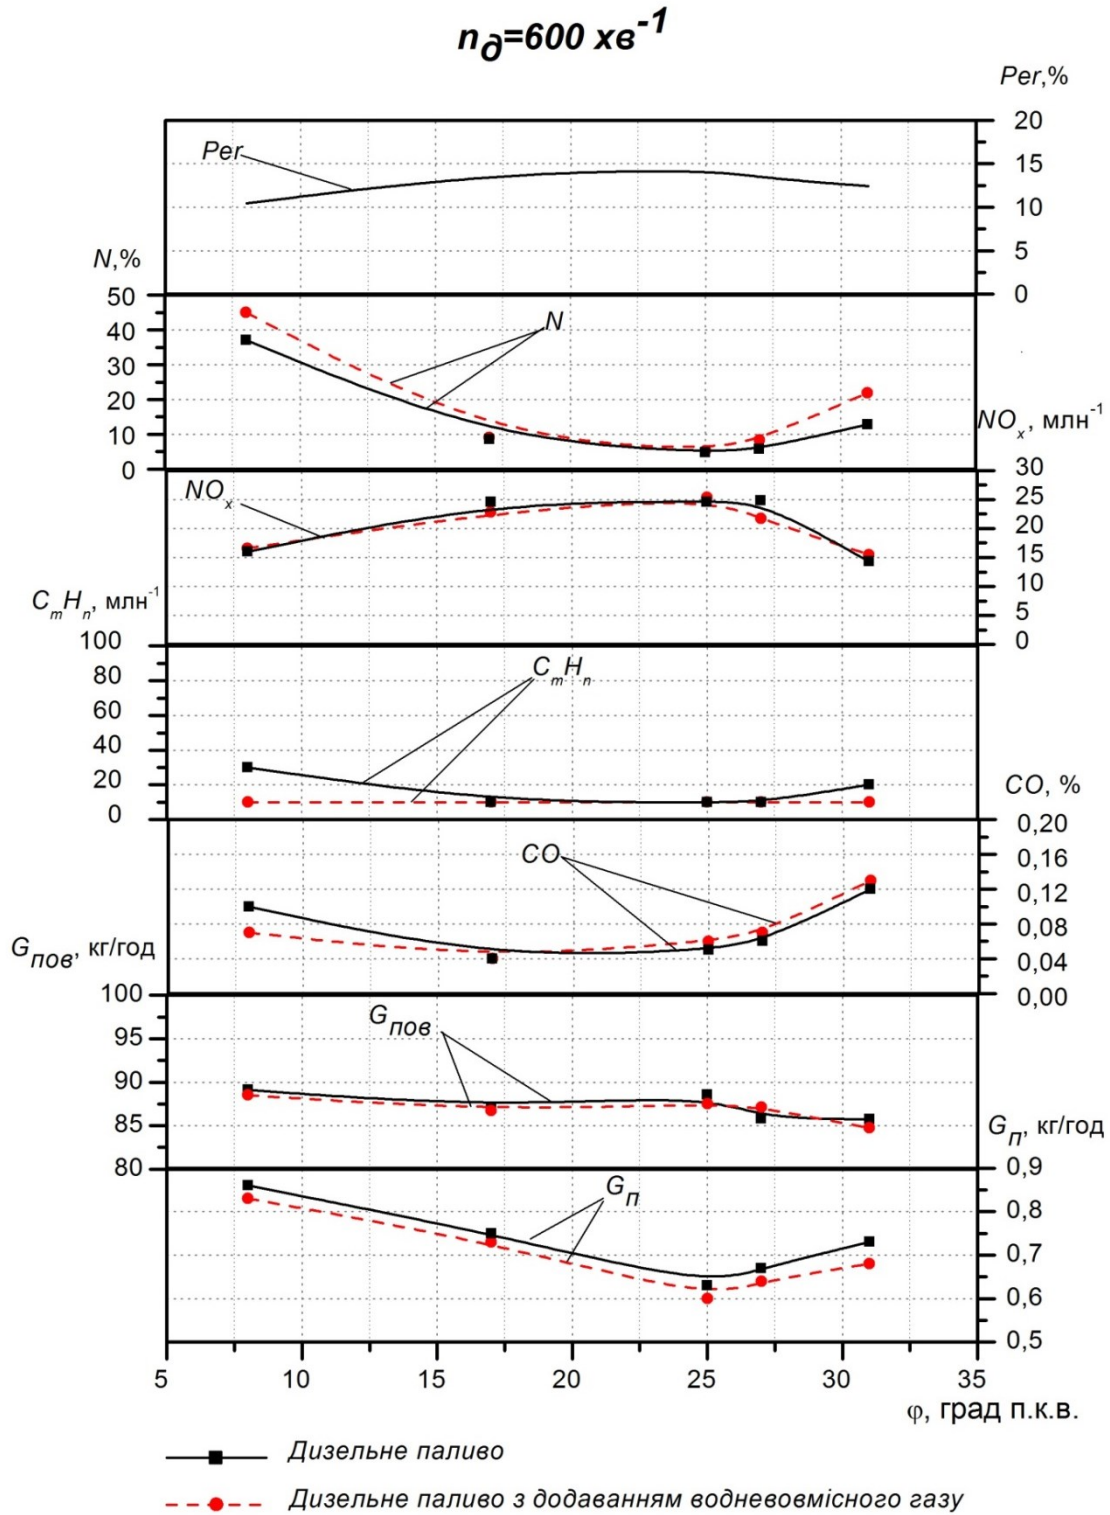 n∂=600 хв-1
Per,%
20
15
10
5
0
Per
N,%
50
40
30
20
10
0
N
NOx, млн-1
30
25
20
15
10
5
0
NOx
CmHn, млн-1
100
80
60
40
20
0
CmHn
CO, %
0,20
0,16
0,12
0,08
0,04
0,00
CO
Gпов, кг/год
100
95
90
85
80
Gпов
GП, кг/год
0,9
0,8
0,7
0,6
0,5
GП
5 10 15 20 25 30 35
φ, град п.к.в.
Дизельне паливо
Дизельне паливо з додаванням водневовмісного газу